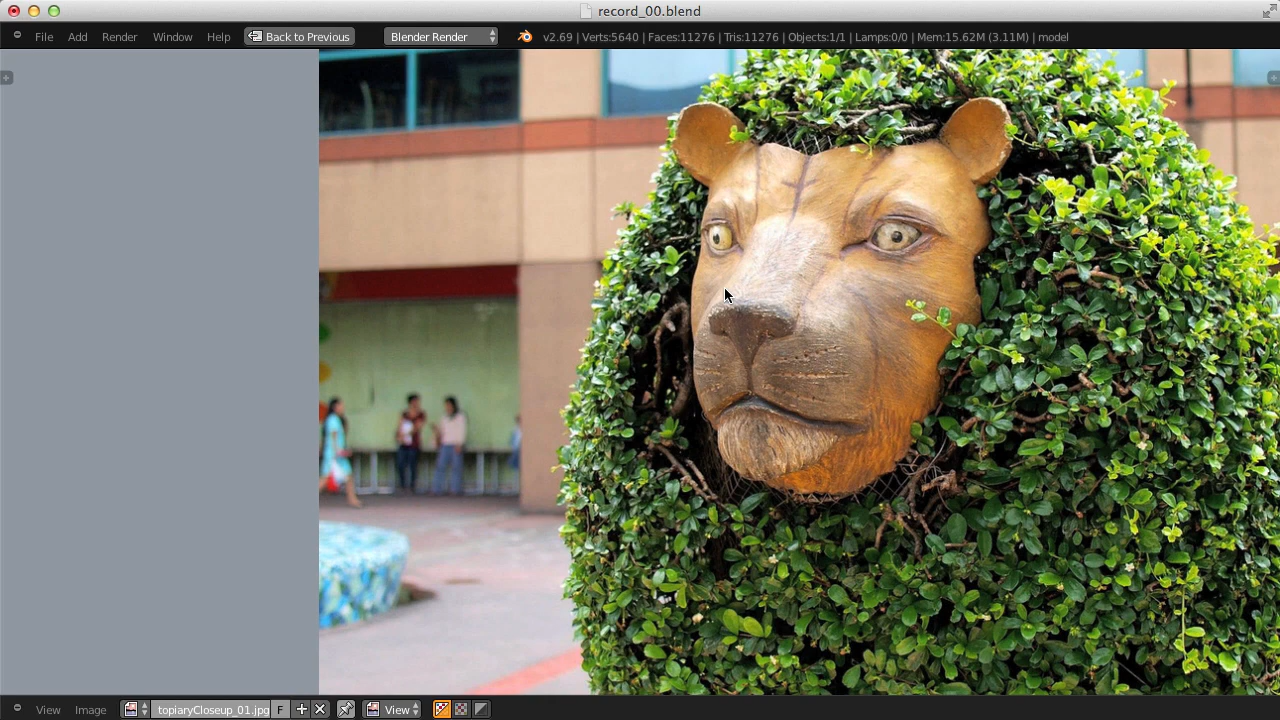 record_00.blend
File Add Render Window Help Back to Previous Blender Render v2.69 | Verts:5640 | Faces:11276 | Tris:11276 | Objects:1/1 | Lamps:0/0 | Mem:15.62M (3.11M) | model
View Image topiaryCloseup_01.jpg F View